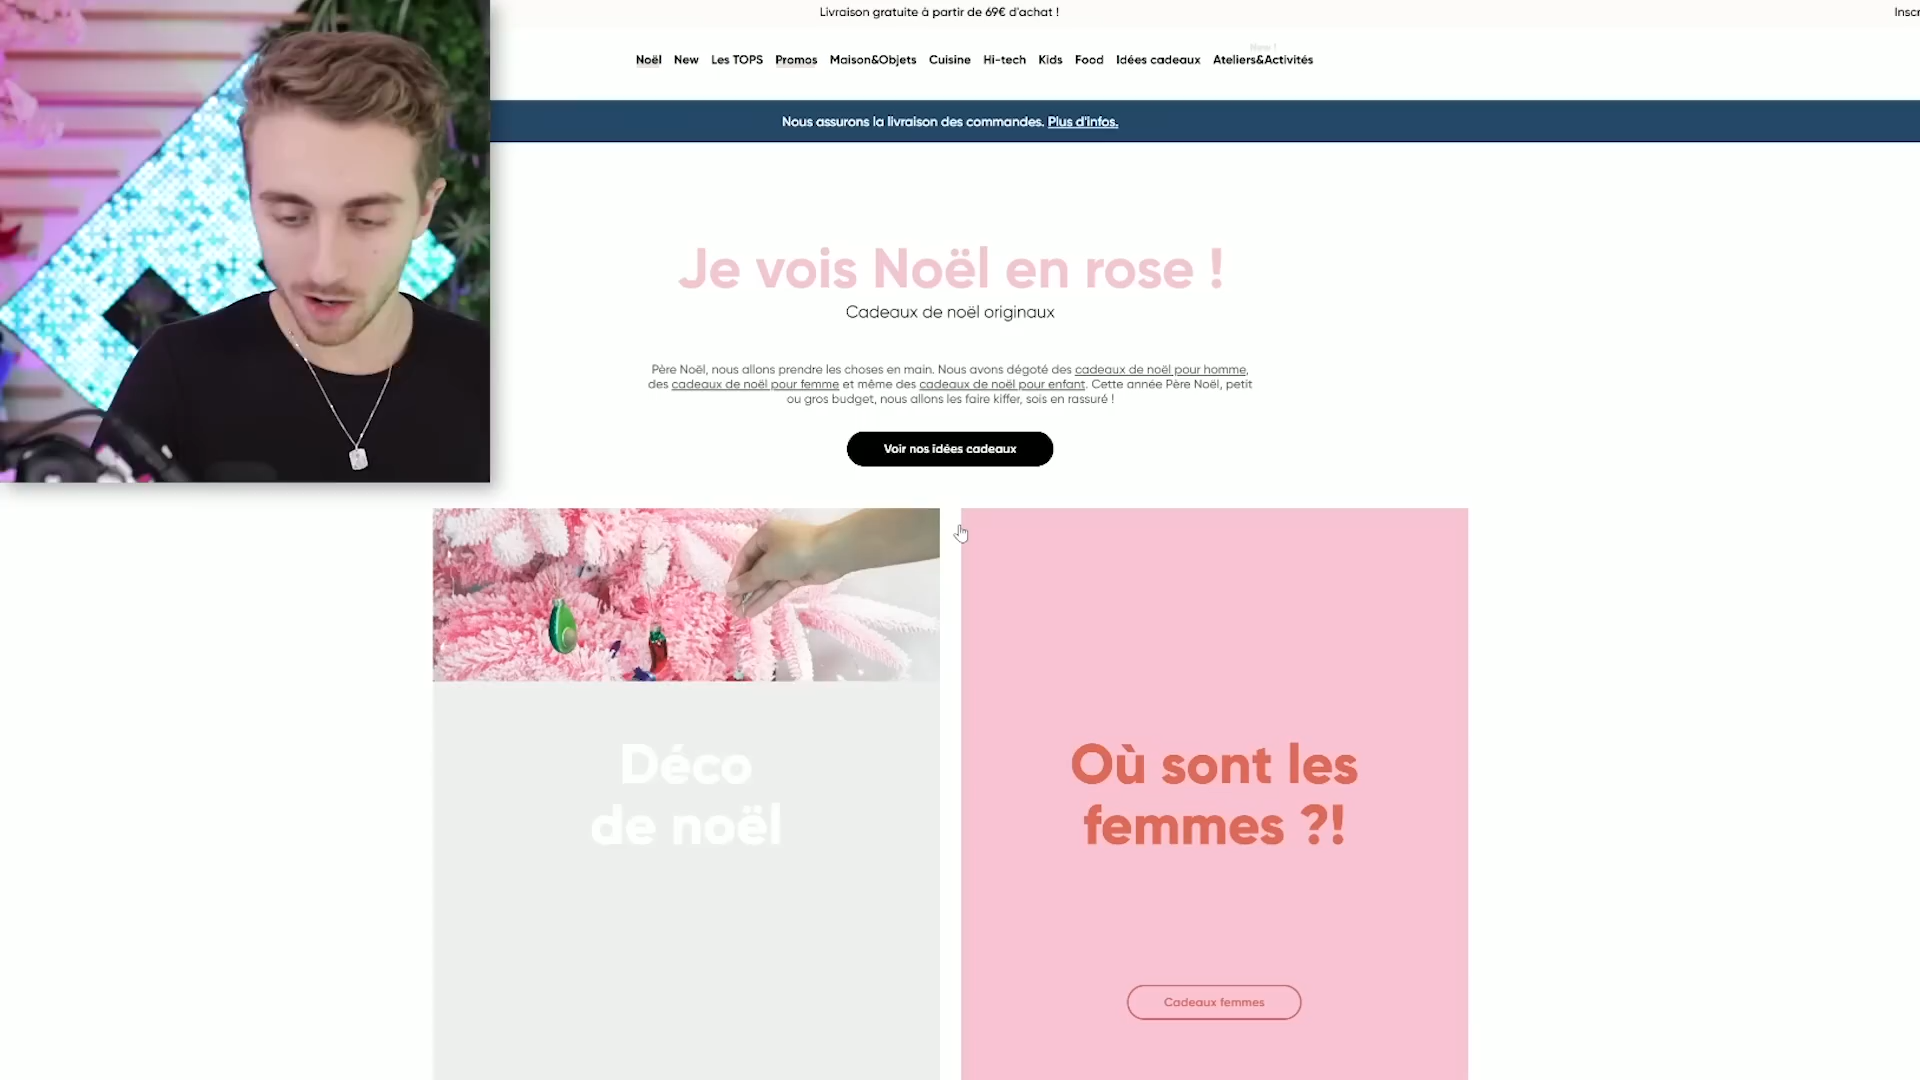 Livraison gratuite à partir de 69€ d'achat !
Inscr
New !
Noël New Les TOPS Promos Maison&Objets Cuisine Hi-tech Kids Food Idées cadeaux Ateliers&Activités
Nous assurons la livraison des commandes. Plus d'infos.
Je vois Noël en rose !
Cadeaux de noël originaux
Père Noël, nous allons prendre les choses en main. Nous avons dégoté des cadeaux de noël pour homme,
des cadeaux de noël pour femme et même des cadeaux de noël pour enfant. Cette année Père Noël, petit
ou gros budget, nous allons les faire kiffer, sois en rassuré !
Voir nos idées cadeaux
Déco
de noël
Où sont les
femmes ?!
Cadeaux femmes